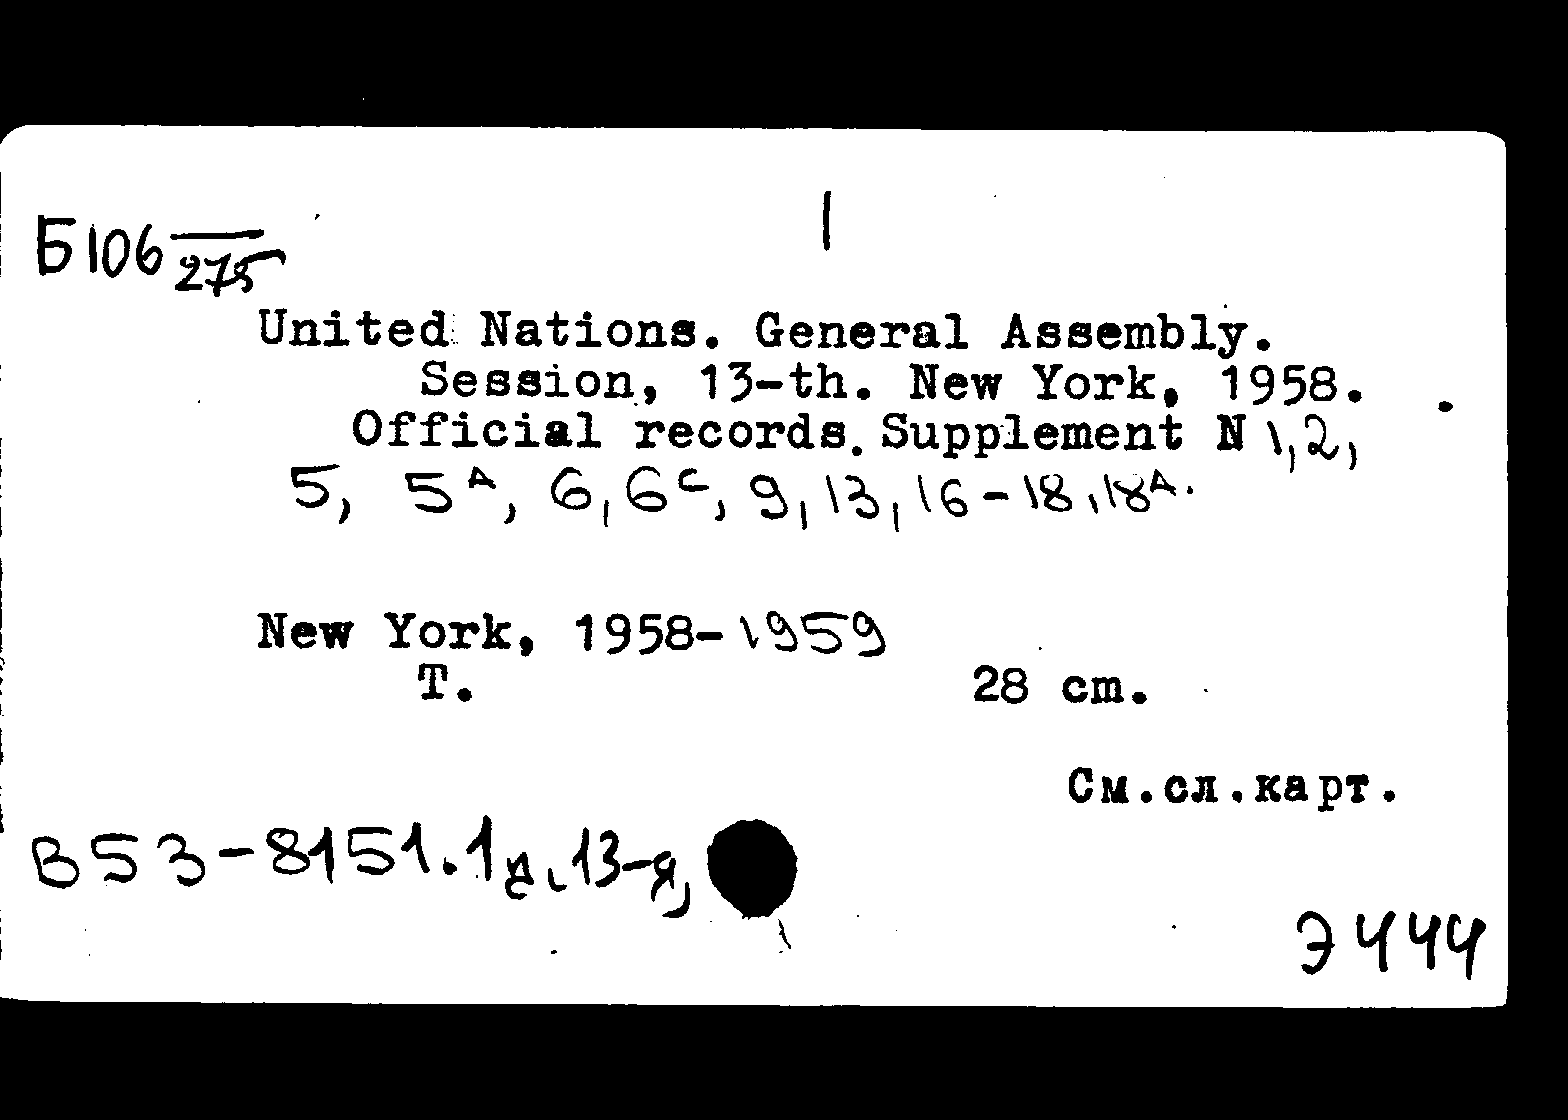 1
Б106 275
United Nations. General Assembly.
Session, 13-th. New York, 1958.
Official records. Supplement N 1, 2,
5, 5ᴬ, 6, 6ᶜ, 9, 13, 16-18, 18ᴬ.
New York, 1958-1959
T. 28 cm.
См.сл.карт.
В53-8151.1 13-я,
Э444